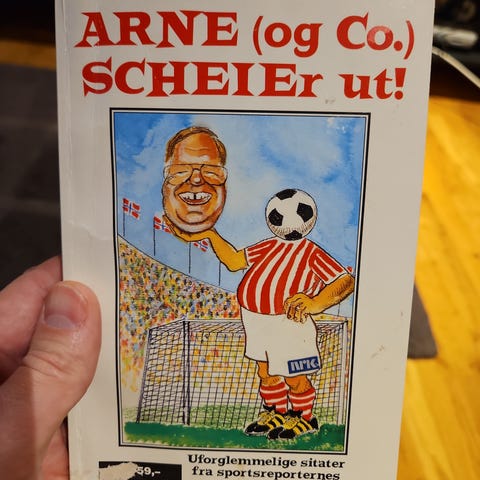 ARNE (og Co.)
SCHEIEr ut!
NRK
Uforglemmelige sitater
fra sportsreporternes
59,-